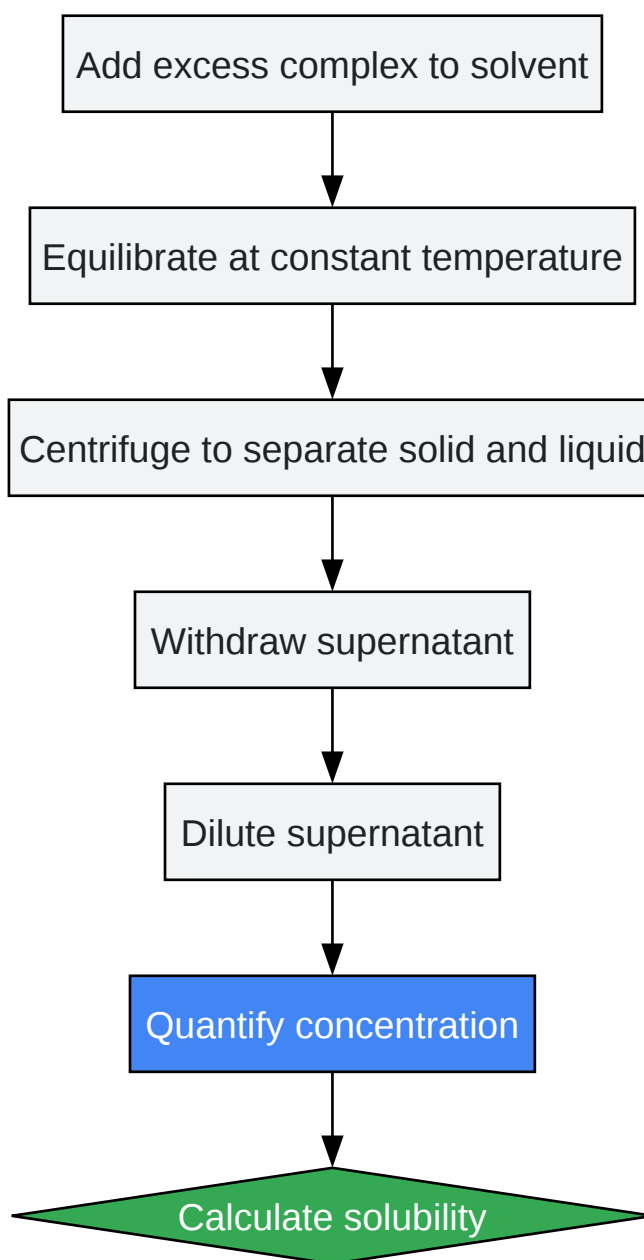 Add excess complex to solvent
Equilibrate at constant temperature
Centrifuge to separate solid and liquid
Withdraw supernatant
Dilute supernatant
Quantify concentration
Calculate solubility